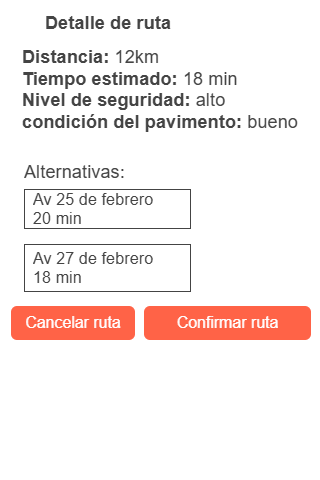 Detalle de ruta
Distancia: 12km
Tiempo estimado: 18 min
Nivel de seguridad: alto
condición del pavimento: bueno
Alternativas:
Av 25 de febrero
20 min
Av 27 de febrero
18 min
Cancelar ruta
Confirmar ruta